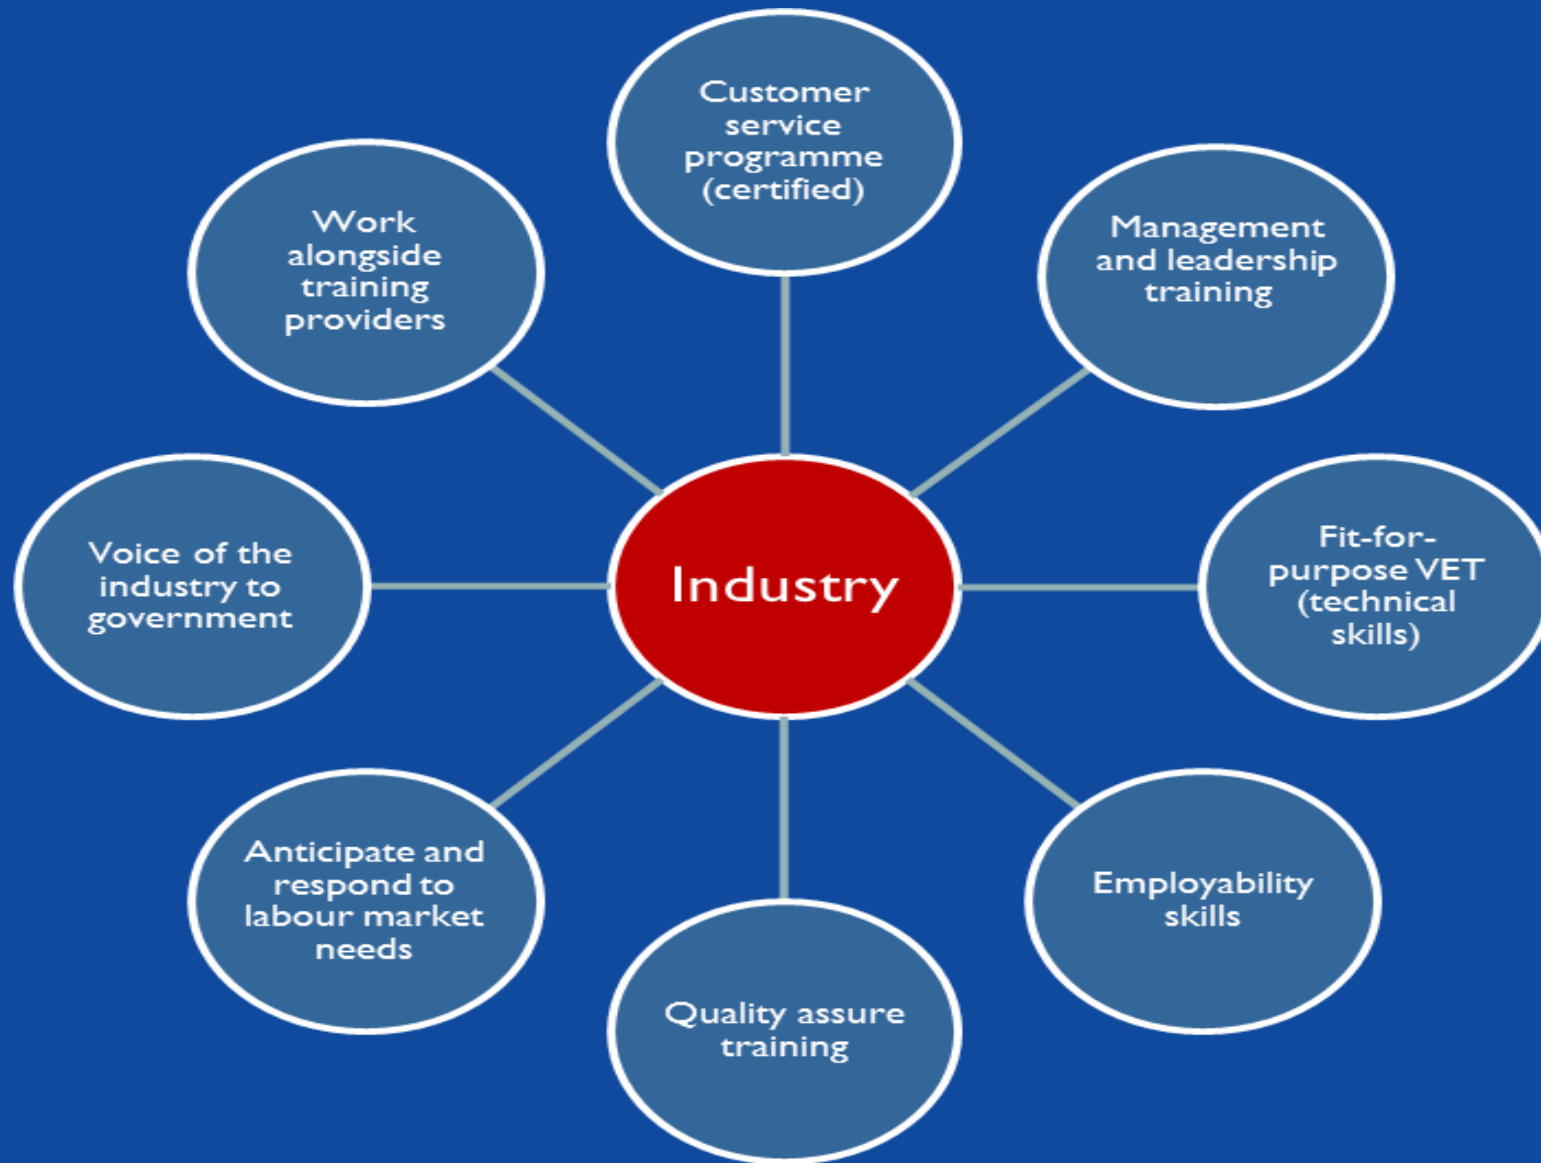 Customer
service
programme
(certified)
Management
and leadership
training
Fit-for-
purpose VET
(technical
skills)
Employability
skills
Quality assure
training
Anticipate and
respond to
labour market
needs
Voice of the
industry to
government
Work
alongside
training
providers
Industry